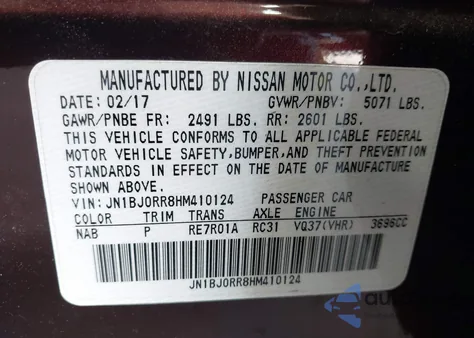 MANUFACTURED BY NISSAN MOTOR CO.,LTD.
DATE: 02/17 GVWR/PNBV: 5071 LBS.
GAWR/PNBE FR: 2491 LBS. RR: 2601 LBS.
THIS VEHICLE CONFORMS TO ALL APPLICABLE FEDERAL
MOTOR VEHICLE SAFETY,BUMPER,AND THEFT PREVENTION
STANDARDS IN EFFECT ON THE DATE OF MANUFACTURE
SHOWN ABOVE.
VIN: JN1BJ0RR8HM410124 PASSENGER CAR
COLOR TRIM TRANS AXLE ENGINE
NAB P RE7R01A RC31 VQ37(VHR) 3696CC
JN1BJ0RR8HM410124